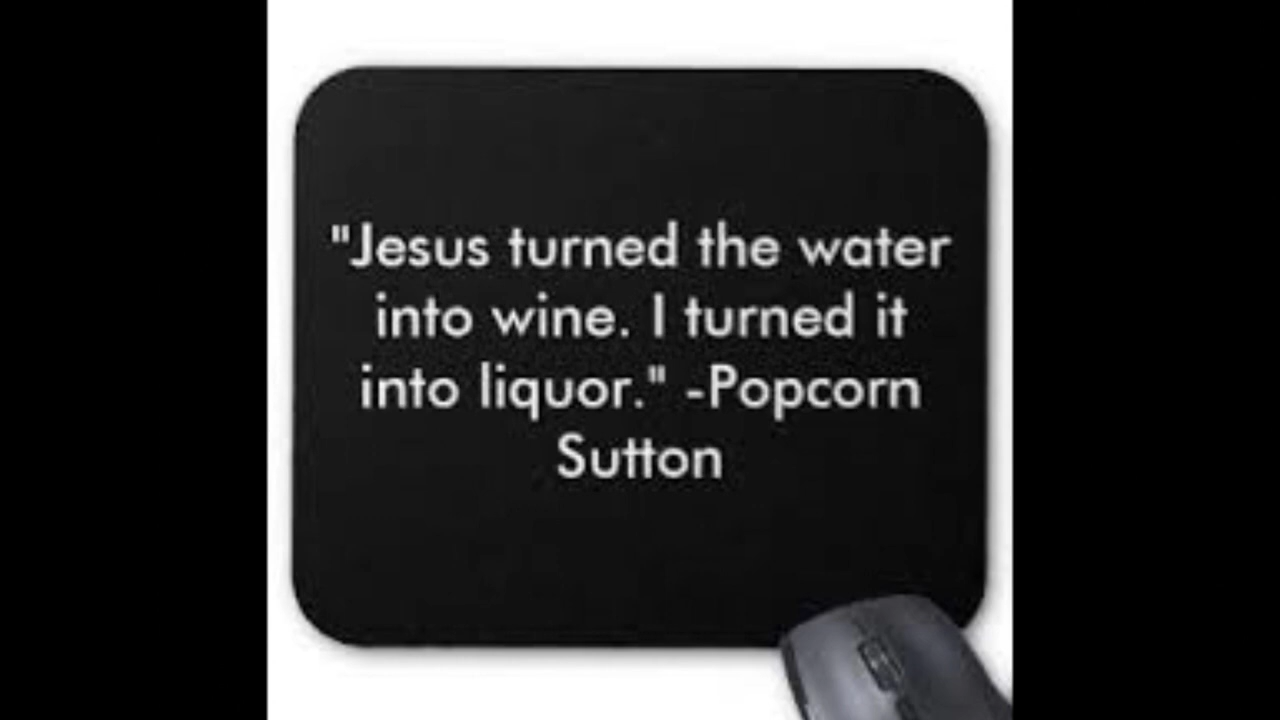 "Jesus turned the water
into wine. I turned it
into liquor." -Popcorn
Sutton